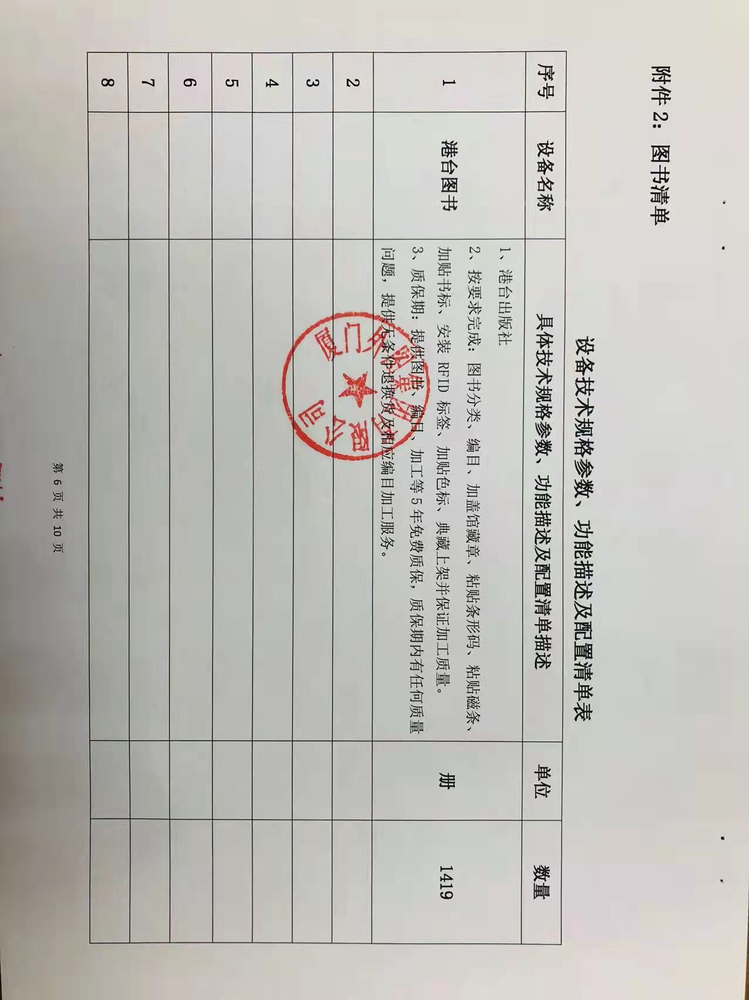 附件 2：图书清单
设备技术规格参数、功能描述及配置清单表
序号 设备名称 具体技术规格参数、功能描述及配置清单描述 单位 数量
1 港台图书 册 1419
1、港台出版社
2、按要求完成：图书分类、编目、加盖馆藏章、粘贴条形码、粘贴磁条、
加贴书标、安装 RFID 标签、加贴色标、典藏上架并保证加工质量。
3、质保期：提供图书、编目、加工等 5 年免费质保，质保期内有任何质量
问题，提供无条件退换货及相应编目加工服务。
2
3
4
5
6
7
8
厦门外图集团有限公司
第 6 页 共 10 页